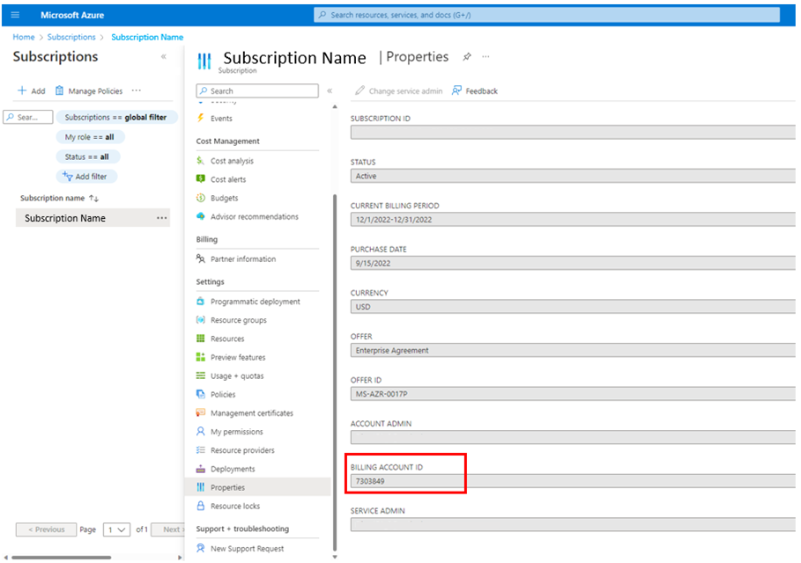 Microsoft Azure
Search resources, services, and docs (G+/)
Home > Subscriptions > Subscription Name
Subscriptions
«
+ Add
Manage Policies
...
Sear...
Subscriptions == global filter
My role == all
Status == all
Add filter
Subscription name ↑↓
Subscription Name
...
< Previous
Page
1
of 1
Next
Subscription Name | Properties
...
Subscription
Search
«
Events
Cost Management
Cost analysis
Cost alerts
Budgets
Advisor recommendations
Billing
Partner information
Settings
Programmatic deployment
Resource groups
Resources
Preview features
Usage + quotas
Policies
Management certificates
My permissions
Resource providers
Deployments
Properties
Resource locks
Support + troubleshooting
New Support Request
Change service admin
Feedback
SUBSCRIPTION ID
STATUS
Active
CURRENT BILLING PERIOD
12/1/2022-12/31/2022
PURCHASE DATE
9/15/2022
CURRENCY
USD
OFFER
Enterprise Agreement
OFFER ID
MS-AZR-0017P
ACCOUNT ADMIN
BILLING ACCOUNT ID
7303849
SERVICE ADMIN